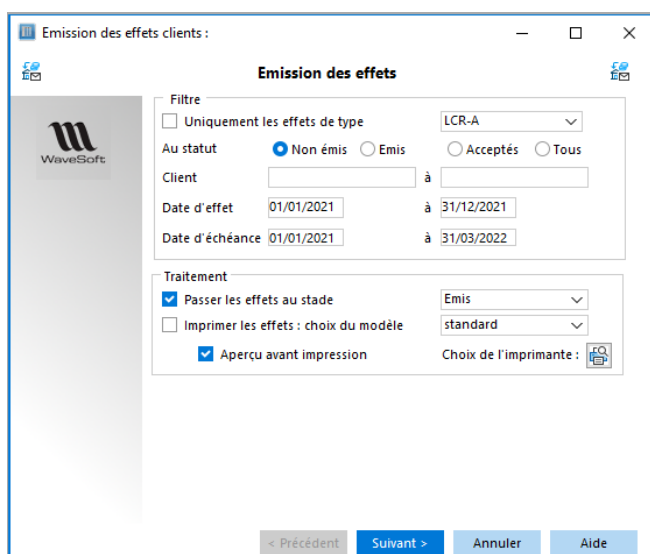 Emission des effets clients :
Emission des effets
WaveSoft
Filtre
Uniquement les effets de type LCR-A
Au statut Non émis Emis Acceptés Tous
Client à
Date d'effet 01/01/2021 à 31/12/2021
Date d'échéance 01/01/2021 à 31/03/2022
Traitement
Passer les effets au stade Emis
Imprimer les effets : choix du modèle standard
Aperçu avant impression Choix de l'imprimante :
< Précédent Suivant > Annuler Aide